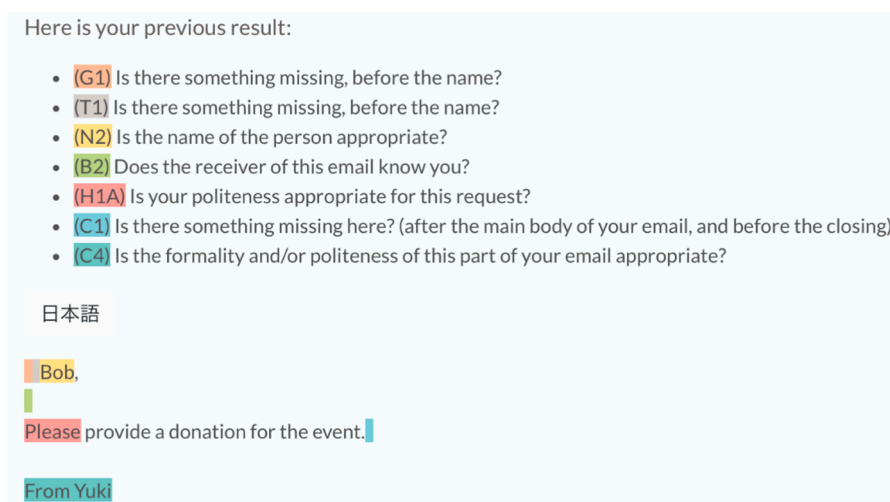 Here is your previous result:
(G1) Is there something missing, before the name?
(T1) Is there something missing, before the name?
(N2) Is the name of the person appropriate?
(B2) Does the receiver of this email know you?
(H1A) Is your politeness appropriate for this request?
(C1) Is there something missing here? (after the main body of your email, and before the closing)
(C4) Is the formality and/or politeness of this part of your email appropriate?
日本語
Bob,
Please provide a donation for the event.
From Yuki